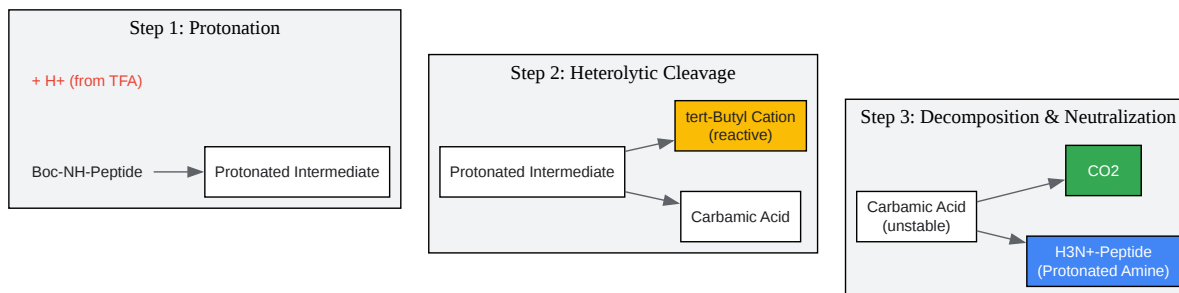 Step 1: Protonation
+ H+ (from TFA)
Boc-NH-Peptide
Protonated Intermediate
Step 2: Heterolytic Cleavage
Protonated Intermediate
tert-Butyl Cation
(reactive)
Carbamic Acid
Step 3: Decomposition & Neutralization
Carbamic Acid
(unstable)
CO2
H3N+-Peptide
(Protonated Amine)